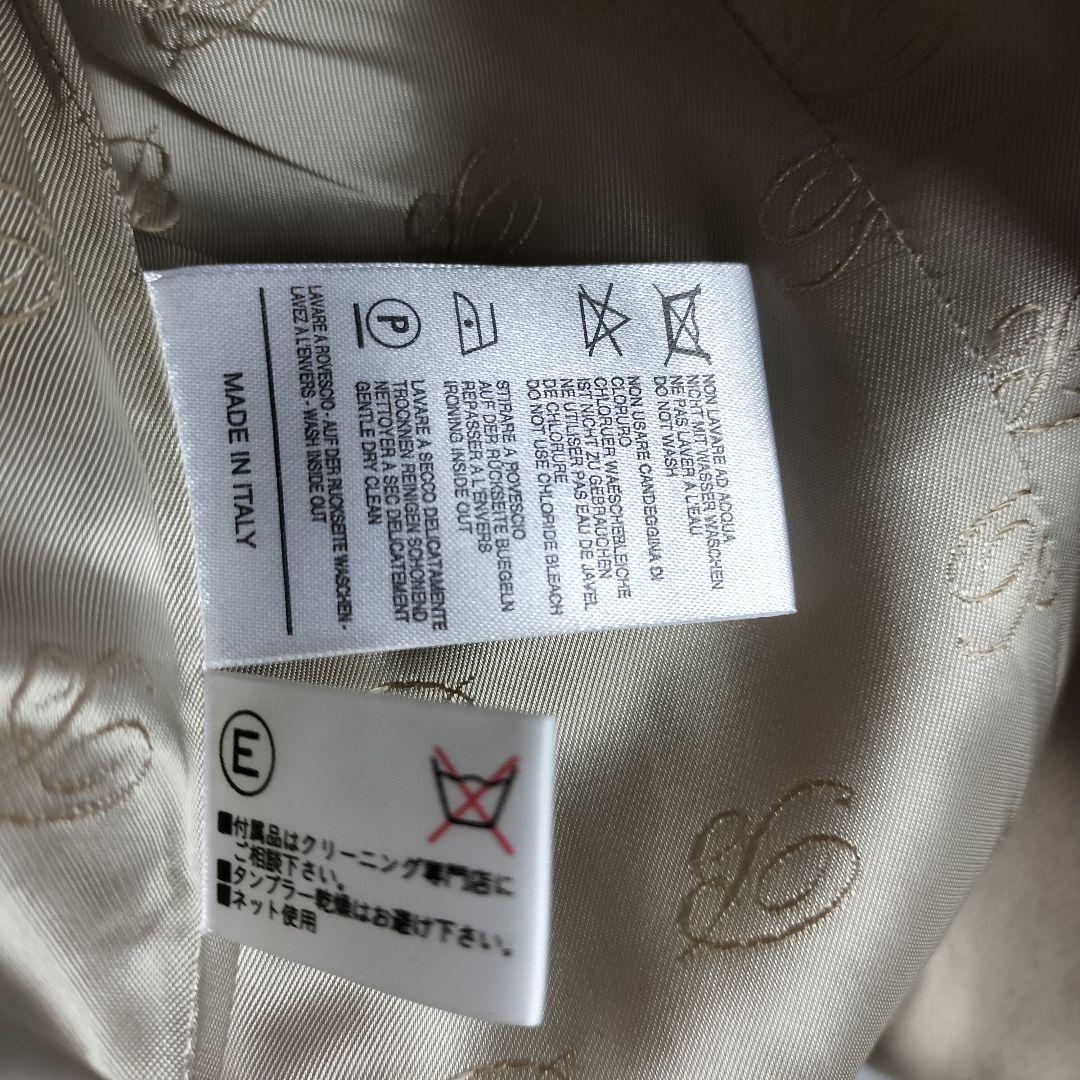 NON LAVARE AD ACQUA
NICHT MIT WASSER WASCHEN
NE PAS LAVER À L'EAU
DO NOT WASH
NON USARE CANDEGGINA DI
CLORURO
CHLORUER WAESCHERBLEICHE
IST NICHT ZU GEBRAUCHEN
NE UTILISER PAS EAU DE JAVEL
DE CHLORURE
DO NOT USE CHLORIDE BLEACH
STIRARE A ROVESCIO
AUF DER RÜCKSEITE BUEGELN
REPASSER A L'ENVERS
IRONING INSIDE OUT
P
LAVARE A SECCO DELICATAMENTE
TROCKNEN REINIGEN SCHONEND
NETTOYER A SEC DELICATEMENT
GENTLE DRY CLEAN
LAVARE A ROVESCIO - AUF DER RUCKSEITE WASCHEN -
LAVEZ A L'ENVERS - WASH INSIDE OUT
MADE IN ITALY
E
■付属品はクリーニング専門店に
ご相談下さい。
■タンブラー乾燥はお避け下さい。
■ネット使用